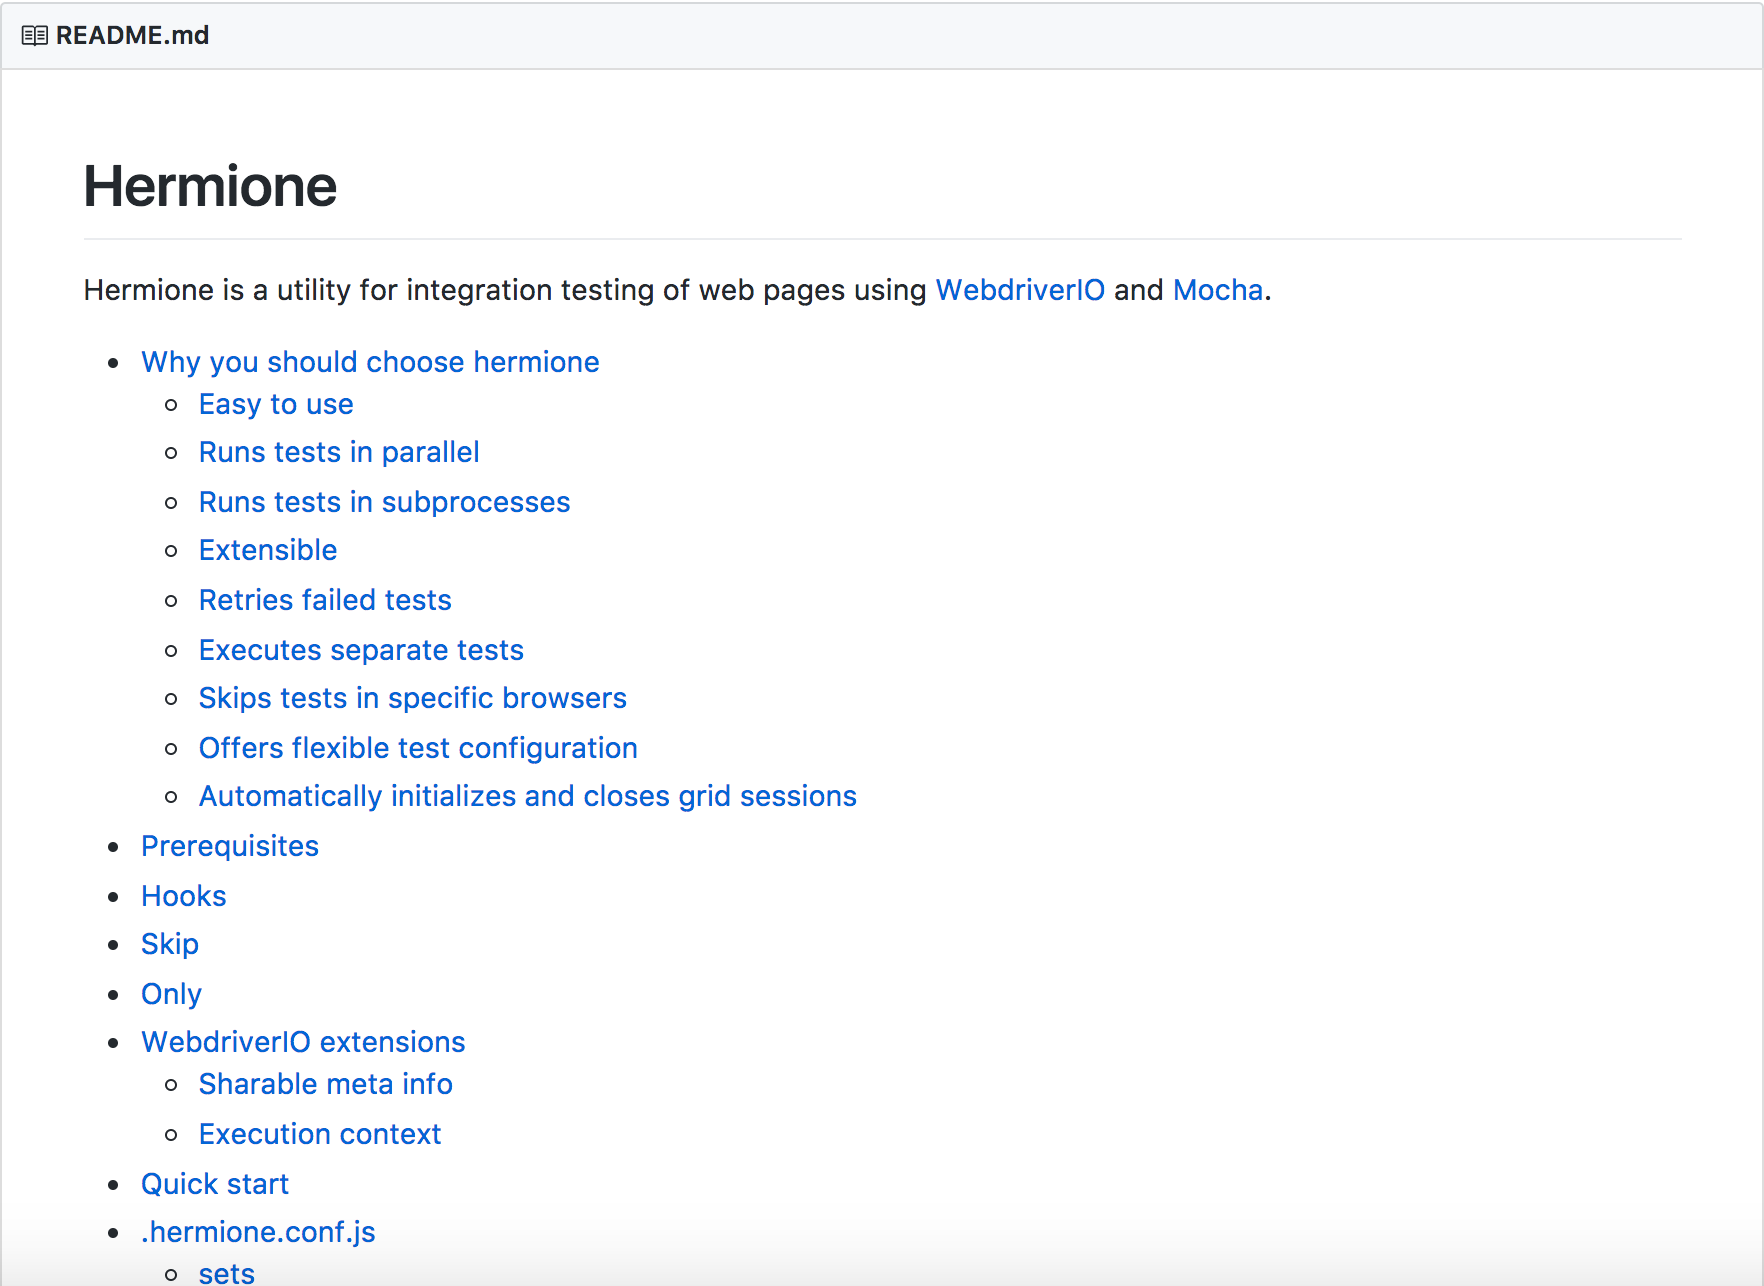 README.md
Hermione
Hermione is a utility for integration testing of web pages using WebdriverIO and Mocha.
Why you should choose hermione
Easy to use
Runs tests in parallel
Runs tests in subprocesses
Extensible
Retries failed tests
Executes separate tests
Skips tests in specific browsers
Offers flexible test configuration
Automatically initializes and closes grid sessions
Prerequisites
Hooks
Skip
Only
WebdriverIO extensions
Sharable meta info
Execution context
Quick start
.hermione.conf.js
sets